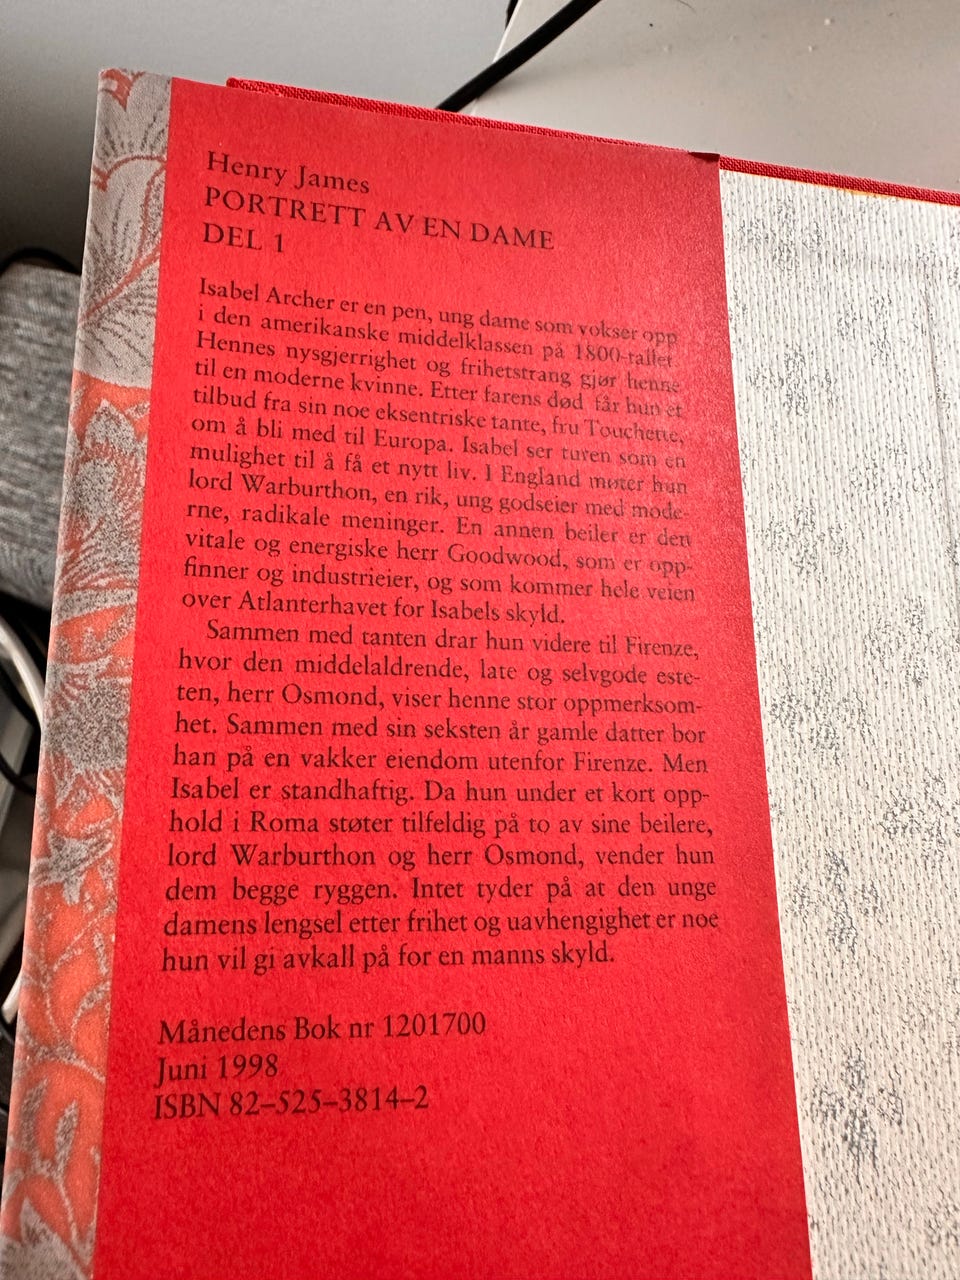 Henry James
PORTRETT AV EN DAME
DEL 1
Isabel Archer er en pen, ung dame som vokser opp
i den amerikanske middelklassen på 1800-tallet.
Hennes nysgjerrighet og frihetstrang gjør henne
til en moderne kvinne. Etter farens død får hun et
tilbud fra sin noe eksentriske tante, fru Touchette,
om å bli med til Europa. Isabel ser turen som en
mulighet til å få et nytt liv. I England møter hun
lord Warburthon, en rik, ung godseier med mode-
rne, radikale meninger. En annen beiler er den
vitale og energiske herr Goodwood, som er opp-
finner og industrieier, og som kommer hele veien
over Atlanterhavet for Isabels skyld.
Sammen med tanten drar hun videre til Firenze,
hvor den middelaldrende, late og selvgode este-
ten, herr Osmond, viser henne stor oppmerksom-
het. Sammen med sin seksten år gamle datter bor
han på en vakker eiendom utenfor Firenze. Men
Isabel er standhaftig. Da hun under et kort opp-
hold i Roma støter tilfeldig på to av sine beilere,
lord Warburthon og herr Osmond, vender hun
dem begge ryggen. Intet tyder på at den unge
damens lengsel etter frihet og uavhengighet er noe
hun vil gi avkall på for en manns skyld.
Månedens Bok nr 1201700
Juni 1998
ISBN 82–525–3814–2